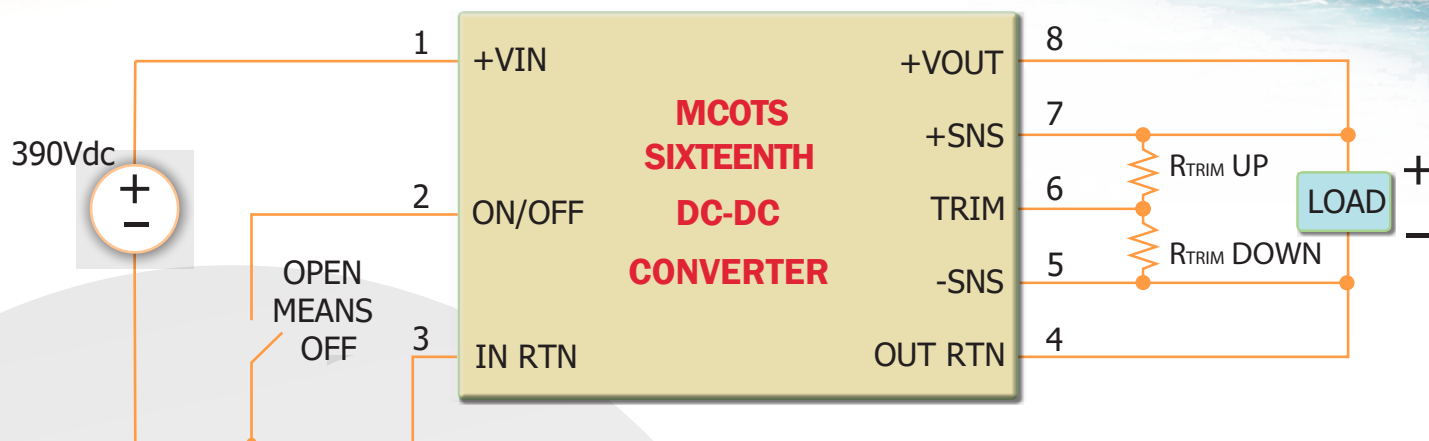 390Vdc
+
−
1
+VIN
2
ON/OFF
OPEN
MEANS
OFF
3
IN RTN
MCOTS
SIXTEENTH
DC-DC
CONVERTER
+VOUT
8
+SNS
7
TRIM
6
-SNS
5
OUT RTN
4
RTRIM UP
RTRIM DOWN
LOAD
+
−